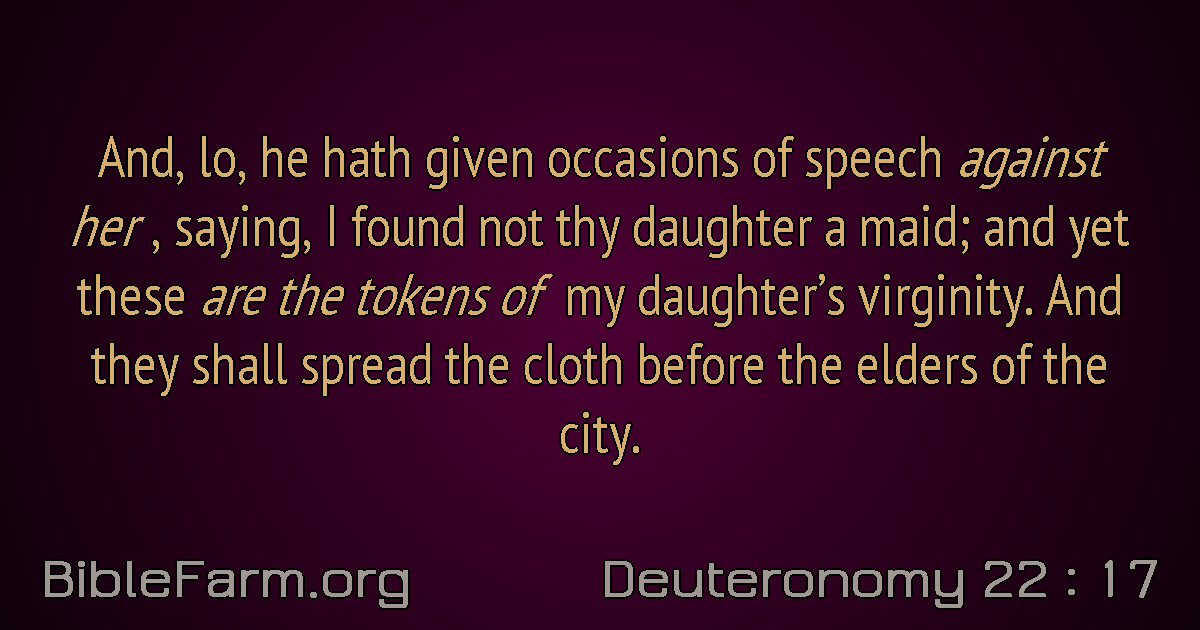 And, lo, he hath given occasions of speech against
her , saying, I found not thy daughter a maid; and yet
these are the tokens of my daughter’s virginity. And
they shall spread the cloth before the elders of the
city.
BibleFarm.org
Deuteronomy 22 : 17